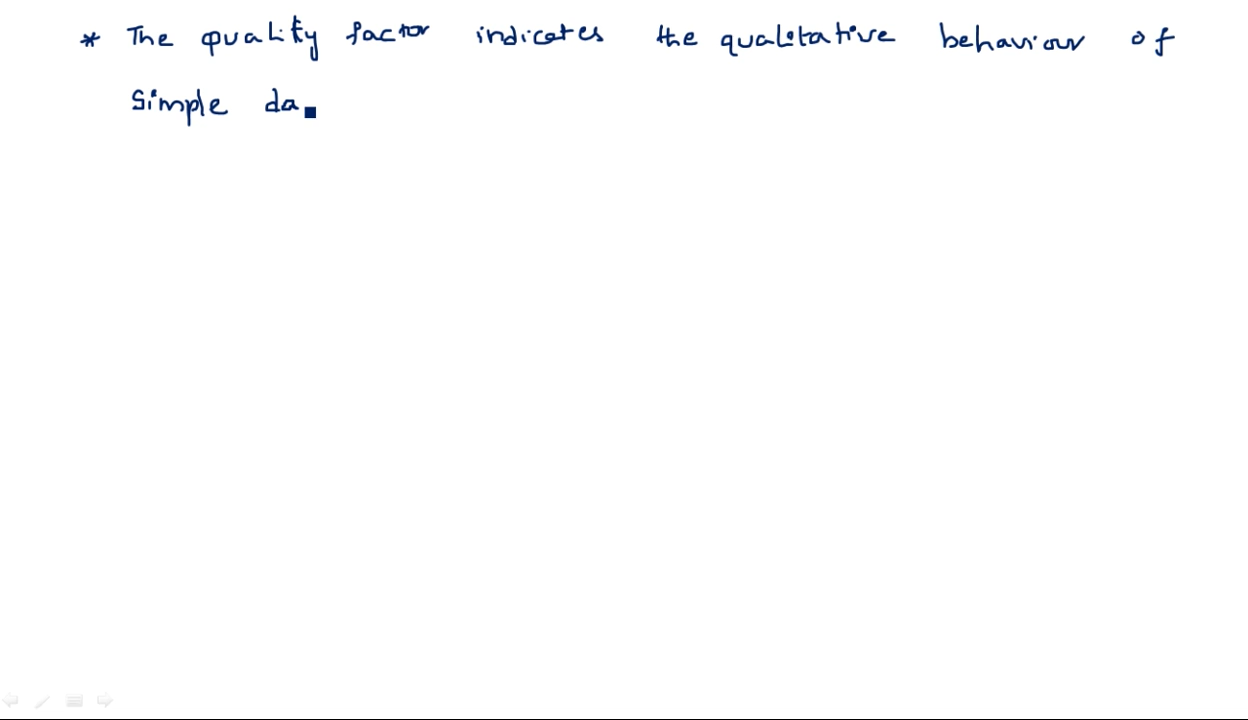 * The quality factor indicates the qualitative behaviour of
Simple da